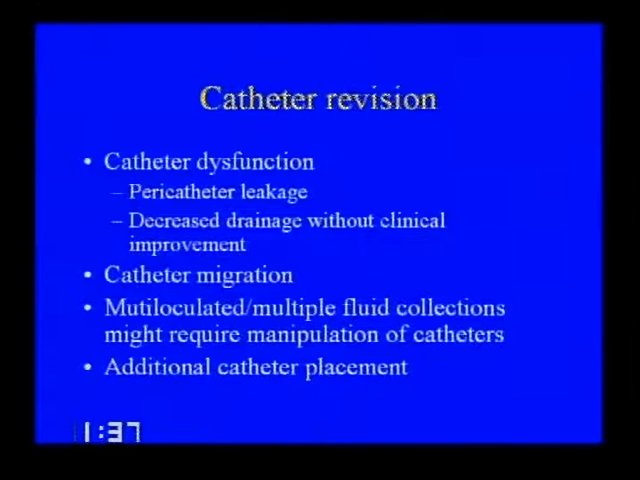 Catheter revision
• Catheter dysfunction
– Pericatheter leakage
– Decreased drainage without clinical
improvement
• Catheter migration
• Mutiloculated/multiple fluid collections
might require manipulation of catheters
• Additional catheter placement
1:37